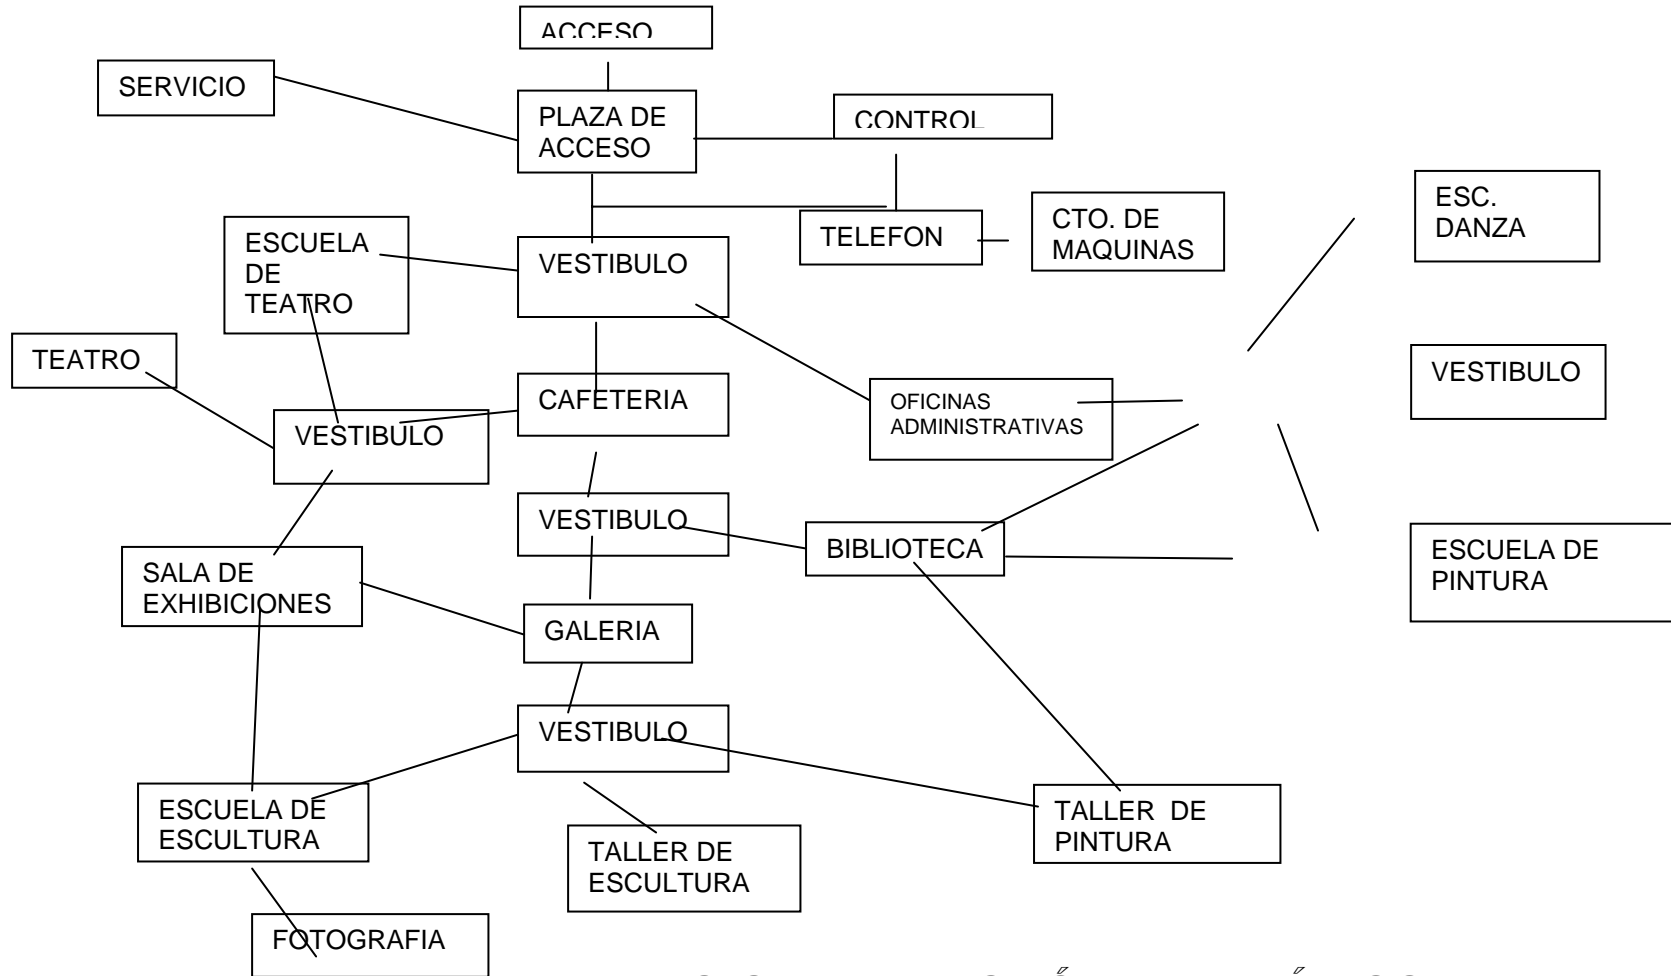 ACCESO
SERVICIO
PLAZA DE
ACCESO
CONTROL
ESC.
DANZA
CTO. DE
MAQUINAS
TELEFON
ESCUELA
DE
TEATRO
VESTIBULO
TEATRO
VESTIBULO
CAFETERIA
OFICINAS
ADMINISTRATIVAS
VESTIBULO
VESTIBULO
BIBLIOTECA
ESCUELA DE
PINTURA
SALA DE
EXHIBICIONES
GALERIA
VESTIBULO
ESCUELA DE
ESCULTURA
TALLER DE
PINTURA
TALLER DE
ESCULTURA
FOTOGRAFIA